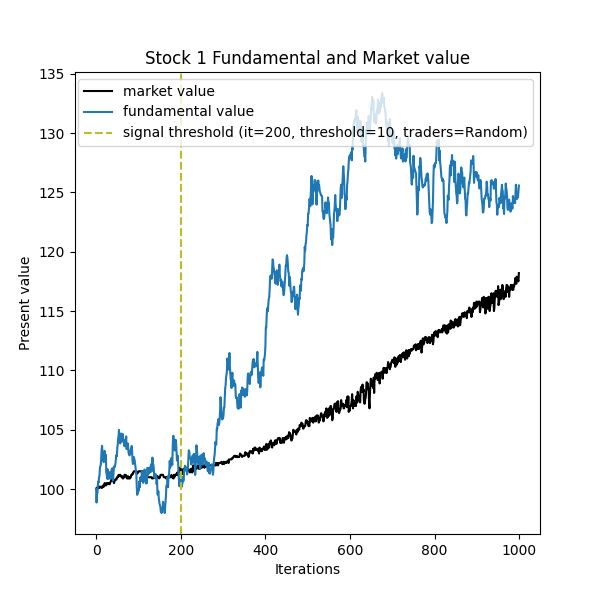 Stock 1 Fundamental and Market value
market value
fundamental value
signal threshold (it=200, threshold=10, traders=Random)
135
130
125
120
115
110
105
100
Present value
0 200 400 600 800 1000
Iterations